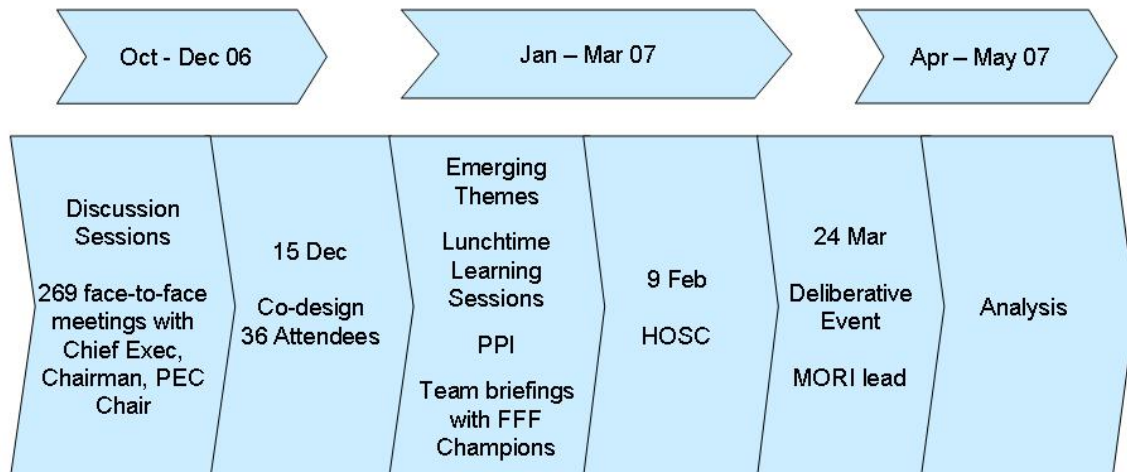 Oct - Dec 06
Jan – Mar 07
Apr – May 07
Discussion
Sessions
269 face-to-face
meetings with
Chief Exec,
Chairman, PEC
Chair
15 Dec
Co-design
36 Attendees
Emerging
Themes
Lunchtime
Learning
Sessions
PPI
Team briefings
with FFF
Champions
9 Feb
HOSC
24 Mar
Deliberative
Event
MORI lead
Analysis